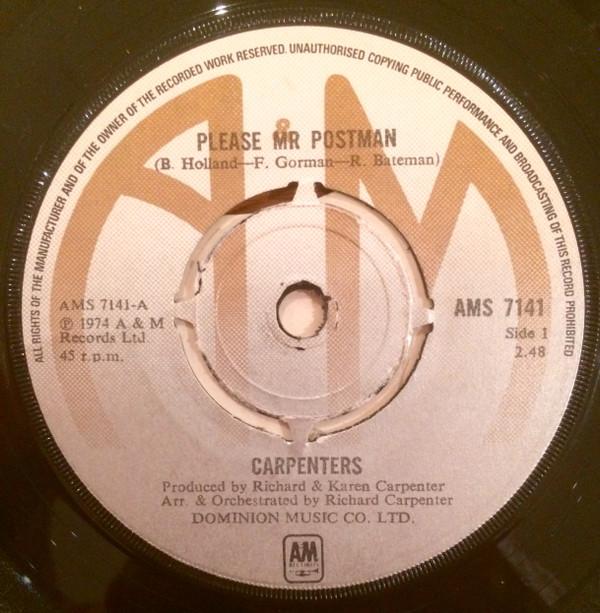 ALL RIGHTS OF THE MANUFACTURER AND OF THE OWNER OF THE RECORDED WORK RESERVED. UNAUTHORISED COPYING PUBLIC PERFORMANCE AND BROADCASTING OF THIS RECORD PROHIBITED
A&M
PLEASE MR POSTMAN
(B. Holland—F. Gorman—R. Bateman)
AMS 7141-A
℗ 1974 A & M
Records Ltd
45 r.p.m.
AMS 7141
Side 1
2.48
CARPENTERS
Produced by Richard & Karen Carpenter
Arr. & Orchestrated by Richard Carpenter
DOMINION MUSIC CO. LTD.
AM
RECORDS